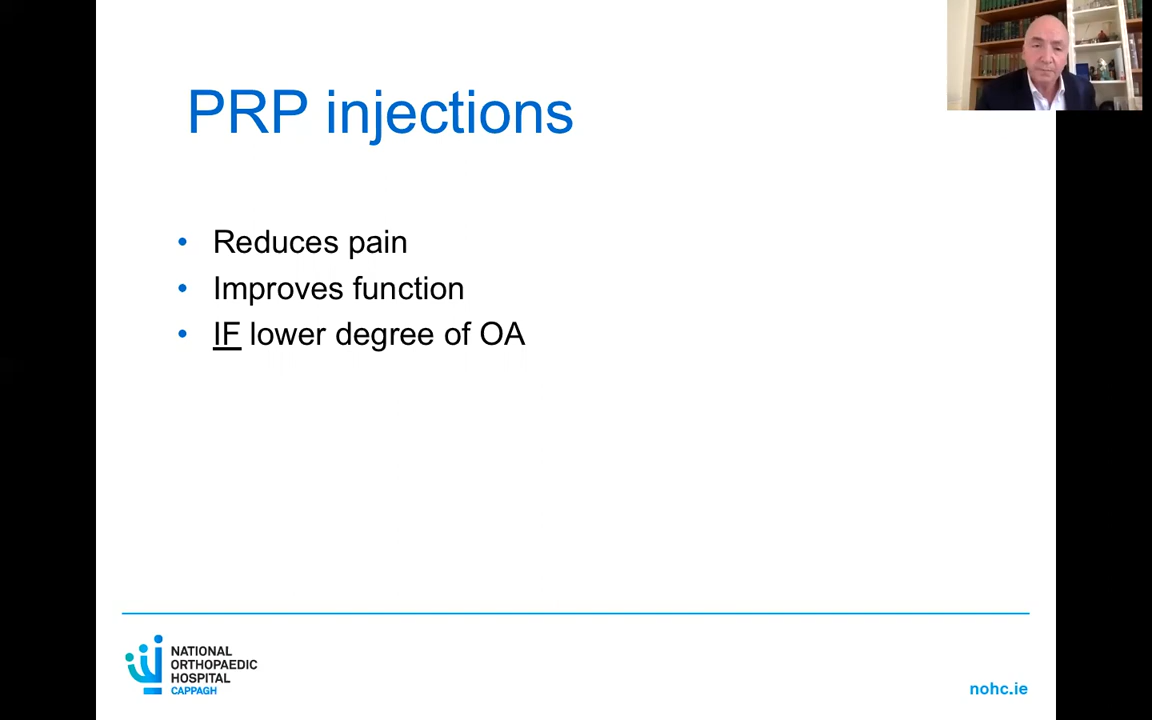 PRP injections
• Reduces pain
• Improves function
• IF lower degree of OA
NATIONAL
ORTHOPAEDIC
HOSPITAL
CAPPAGH
nohc.ie